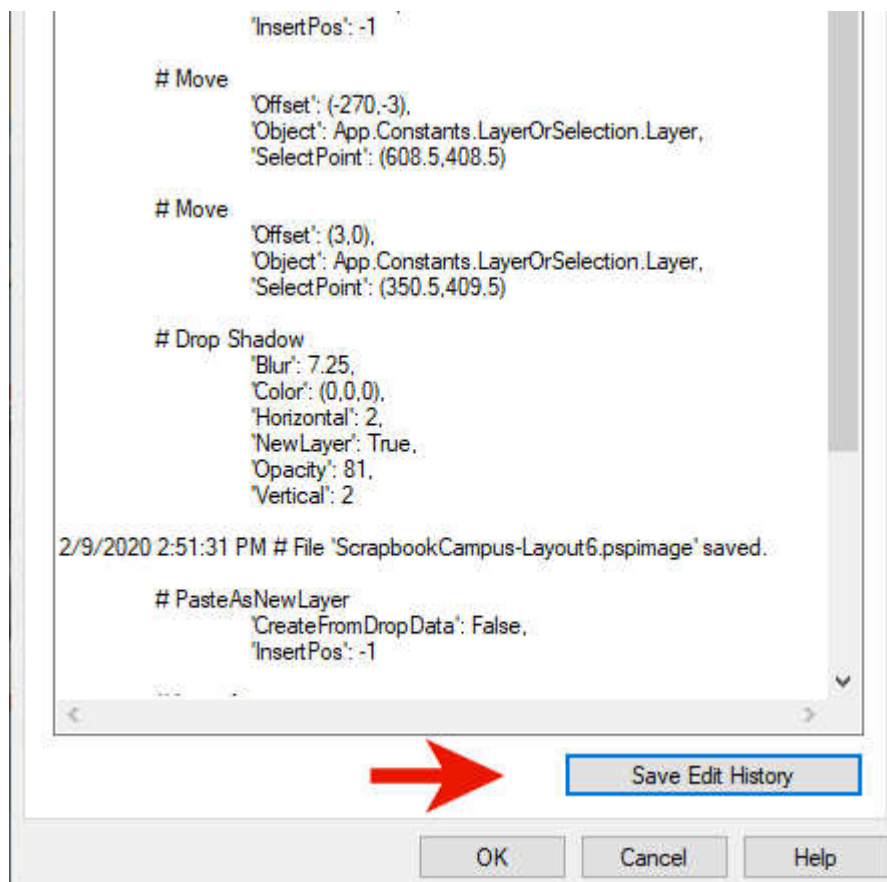 'InsertPos': -1
# Move
'Offset': (-270,-3),
'Object': App.Constants.LayerOrSelection.Layer,
'SelectPoint': (608.5,408.5)
# Move
'Offset': (3,0),
'Object': App.Constants.LayerOrSelection.Layer,
'SelectPoint': (350.5,409.5)
# Drop Shadow
'Blur': 7.25,
'Color': (0,0,0),
'Horizontal': 2,
'NewLayer': True,
'Opacity': 81,
'Vertical': 2
2/9/2020 2:51:31 PM # File 'ScrapbookCampus-Layout6.pspimage' saved.
# PasteAsNewLayer
'CreateFromDropData': False,
'InsertPos': -1
Save Edit History
OK Cancel Help